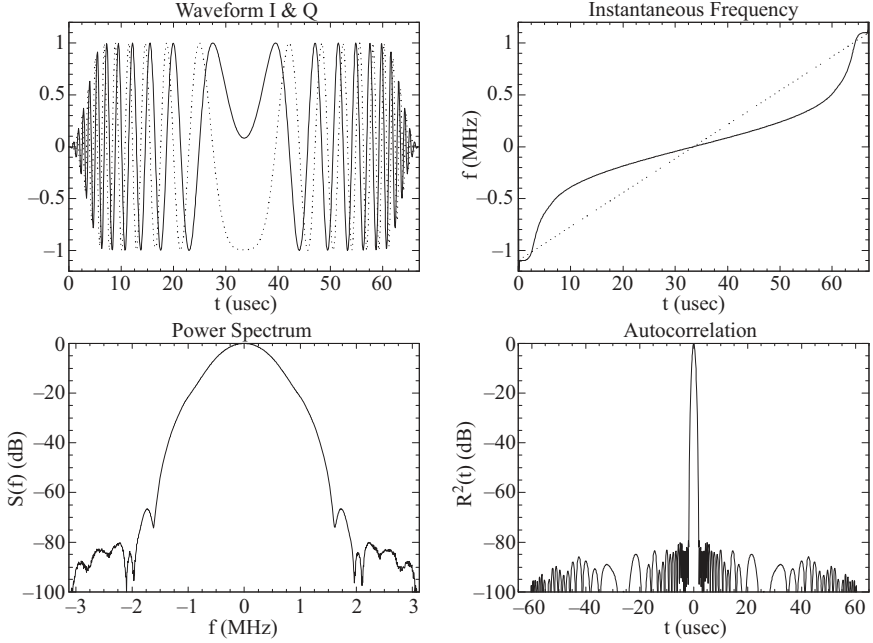 Waveform I & Q
1
0.5
0
–0.5
–1
0 10 20 30 40 50 60
t (usec)
Instantaneous Frequency
f (MHz)
1
0.5
0
–0.5
–1
0 10 20 30 40 50 60
t (usec)
Power Spectrum
S(f) (dB)
0
–20
–40
–60
–80
–100
–3 –2 –1 0 1 2 3
f (MHz)
Autocorrelation
R²(t) (dB)
0
–20
–40
–60
–80
–100
–60 –40 –20 0 20 40 60
t (usec)